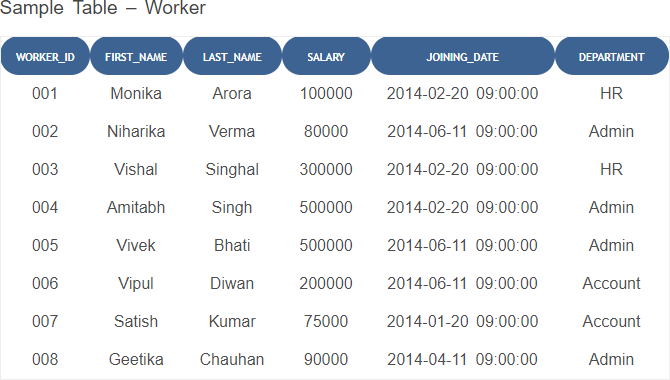 Sample Table – Worker
WORKER_ID FIRST_NAME LAST_NAME SALARY JOINING_DATE DEPARTMENT
001 Monika Arora 100000 2014-02-20 09:00:00 HR
002 Niharika Verma 80000 2014-06-11 09:00:00 Admin
003 Vishal Singhal 300000 2014-02-20 09:00:00 HR
004 Amitabh Singh 500000 2014-02-20 09:00:00 Admin
005 Vivek Bhati 500000 2014-06-11 09:00:00 Admin
006 Vipul Diwan 200000 2014-06-11 09:00:00 Account
007 Satish Kumar 75000 2014-01-20 09:00:00 Account
008 Geetika Chauhan 90000 2014-04-11 09:00:00 Admin